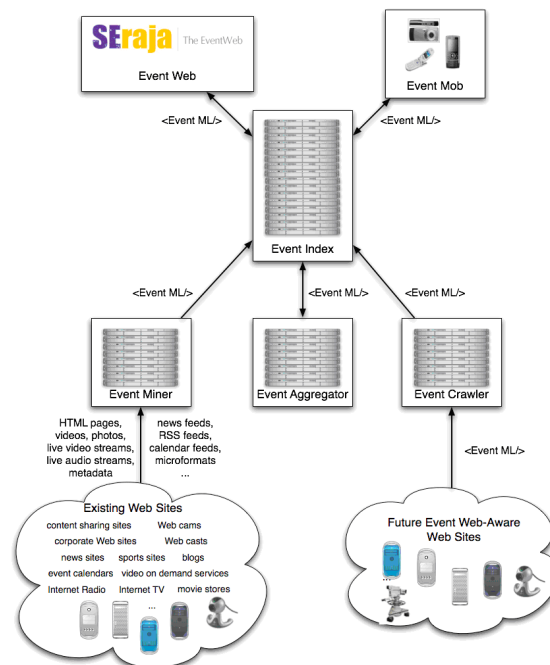 SEraja | The EventWeb
Event Web
Event Mob
<Event ML/>
<Event ML/>
Event Index
<Event ML/>
<Event ML/>
<Event ML/>
Event Miner
Event Aggregator
Event Crawler
HTML pages,
videos, photos,
live video streams,
live audio streams,
metadata
news feeds,
RSS feeds,
calendar feeds,
microformats
...
<Event ML/>
Existing Web Sites
content sharing sites Web cams
corporate Web sites Web casts
news sites sports sites blogs
event calendars video on demand services
Internet Radio Internet TV movie stores
...
Future Event Web-Aware
Web Sites